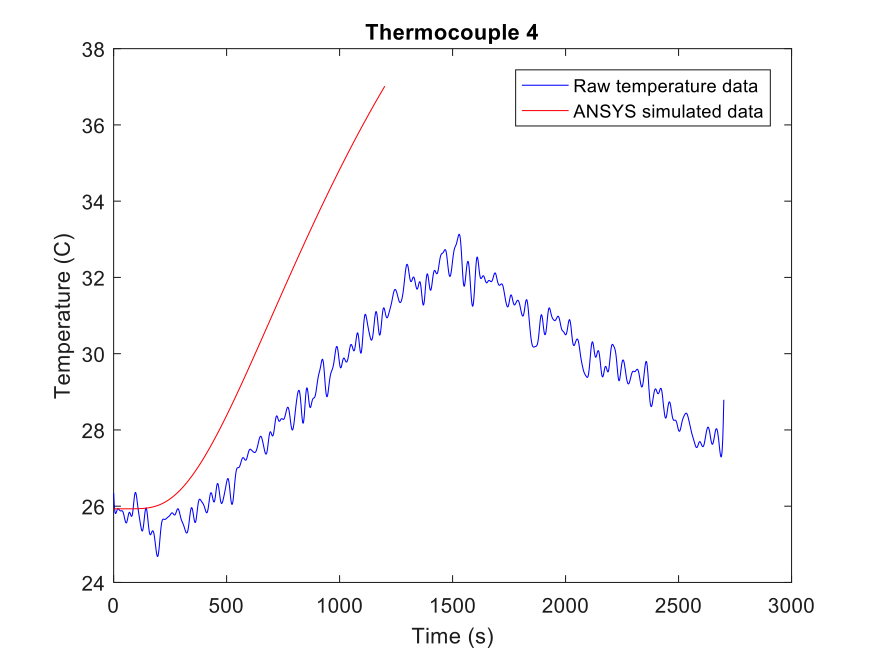 Thermocouple 4
38
36
34
32
30
28
26
24
Temperature (C)
Raw temperature data
ANSYS simulated data
0 500 1000 1500 2000 2500 3000
Time (s)